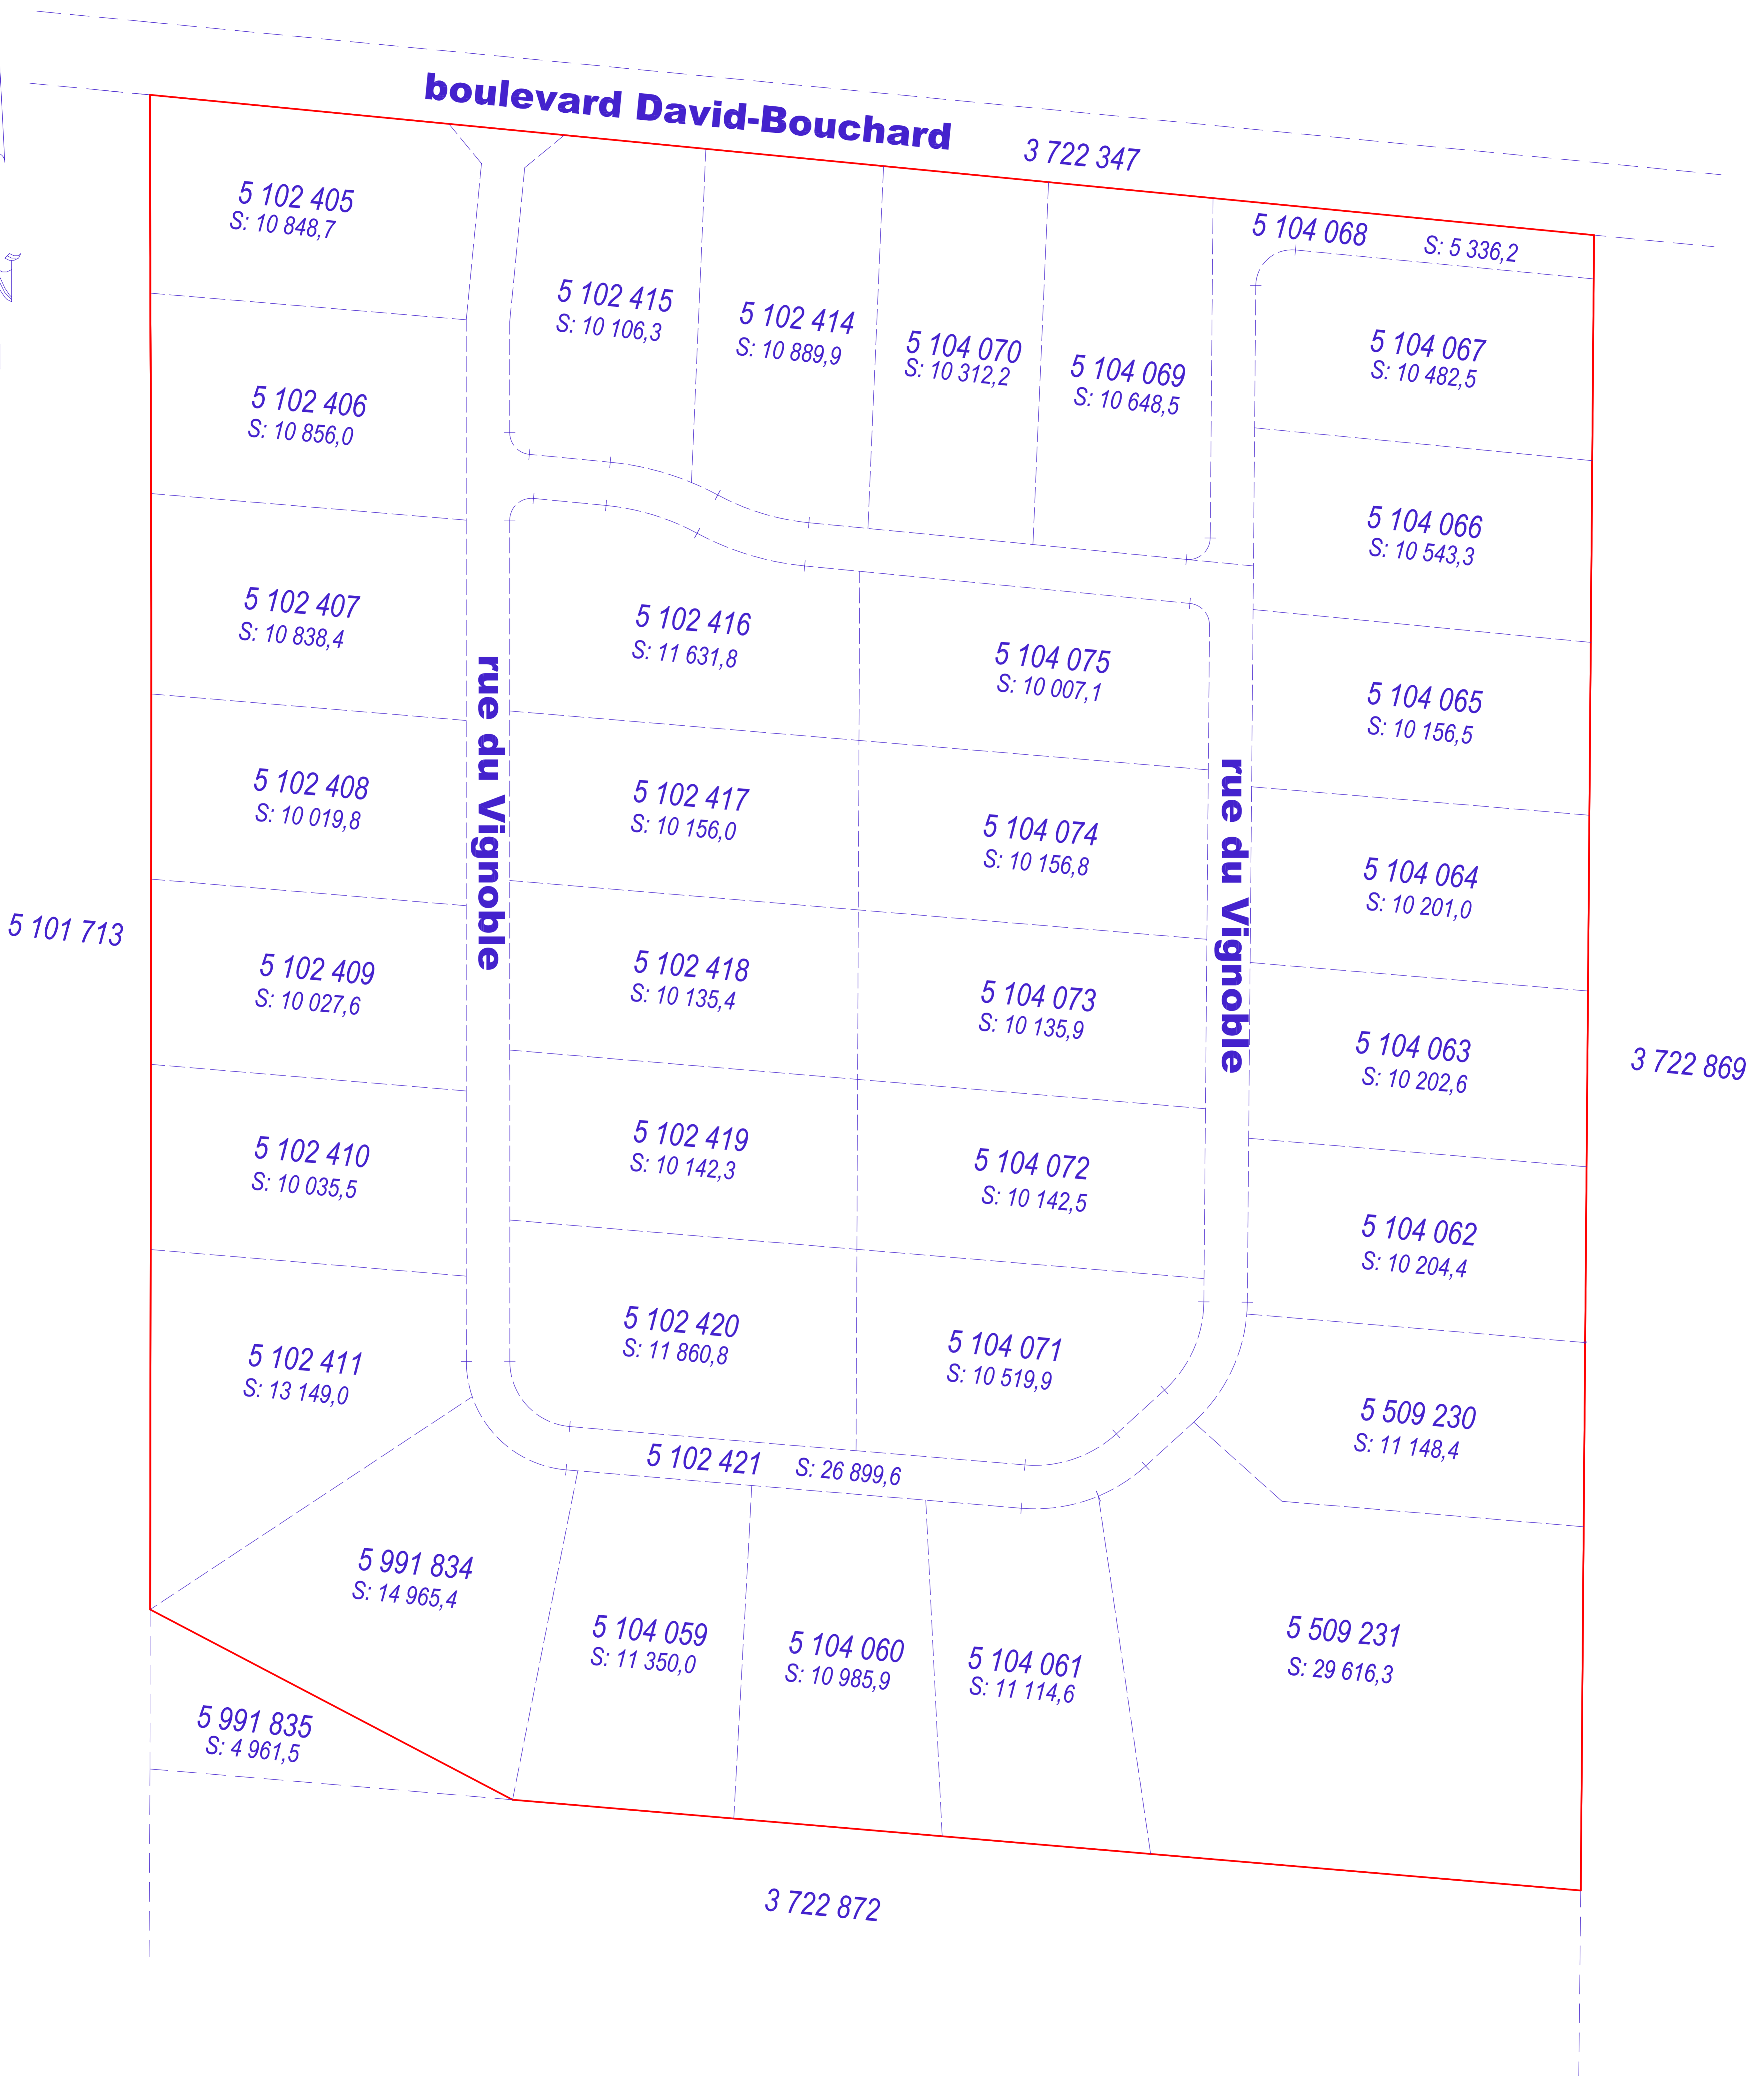 boulevard David-Bouchard
3 722 347
5 102 405
S: 10 848,7
5 104 068
S: 5 336,2
5 102 415
S: 10 106,3
5 102 414
S: 10 889,9
5 104 070
S: 10 312,2
5 104 069
S: 10 648,5
5 104 067
S: 10 482,5
5 102 406
S: 10 856,0
5 104 066
S: 10 543,3
5 102 407
S: 10 838,4
rue du Vignoble
5 102 416
S: 11 631,8
5 104 075
S: 10 007,1
5 104 065
S: 10 156,5
5 102 408
S: 10 019,8
5 102 417
S: 10 156,0
5 104 074
S: 10 156,8
rue du Vignoble
5 104 064
S: 10 201,0
5 101 713
5 102 409
S: 10 027,6
5 102 418
S: 10 135,4
5 104 073
S: 10 135,9
5 104 063
S: 10 202,6
3 722 869
5 102 410
S: 10 035,5
5 102 419
S: 10 142,3
5 104 072
S: 10 142,5
5 104 062
S: 10 204,4
5 102 411
S: 13 149,0
5 102 420
S: 11 860,8
5 104 071
S: 10 519,9
5 509 230
S: 11 148,4
5 102 421
S: 26 899,6
5 991 834
S: 14 965,4
5 104 059
S: 11 350,0
5 104 060
S: 10 985,9
5 104 061
S: 11 114,6
5 509 231
S: 29 616,3
5 991 835
S: 4 961,5
3 722 872